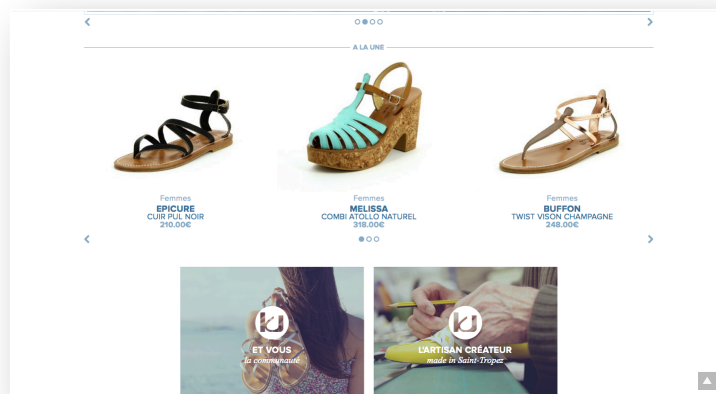 A LA UNE
Femmes
EPICURE
CUIR PUL NOIR
210.00€
Femmes
MELISSA
COMBI ATOLLO NATUREL
318.00€
Femmes
BUFFON
TWIST VISON CHAMPAGNE
248.00€
ET VOUS
la communauté
L'ARTISAN CRÉATEUR
made in Saint-Tropez